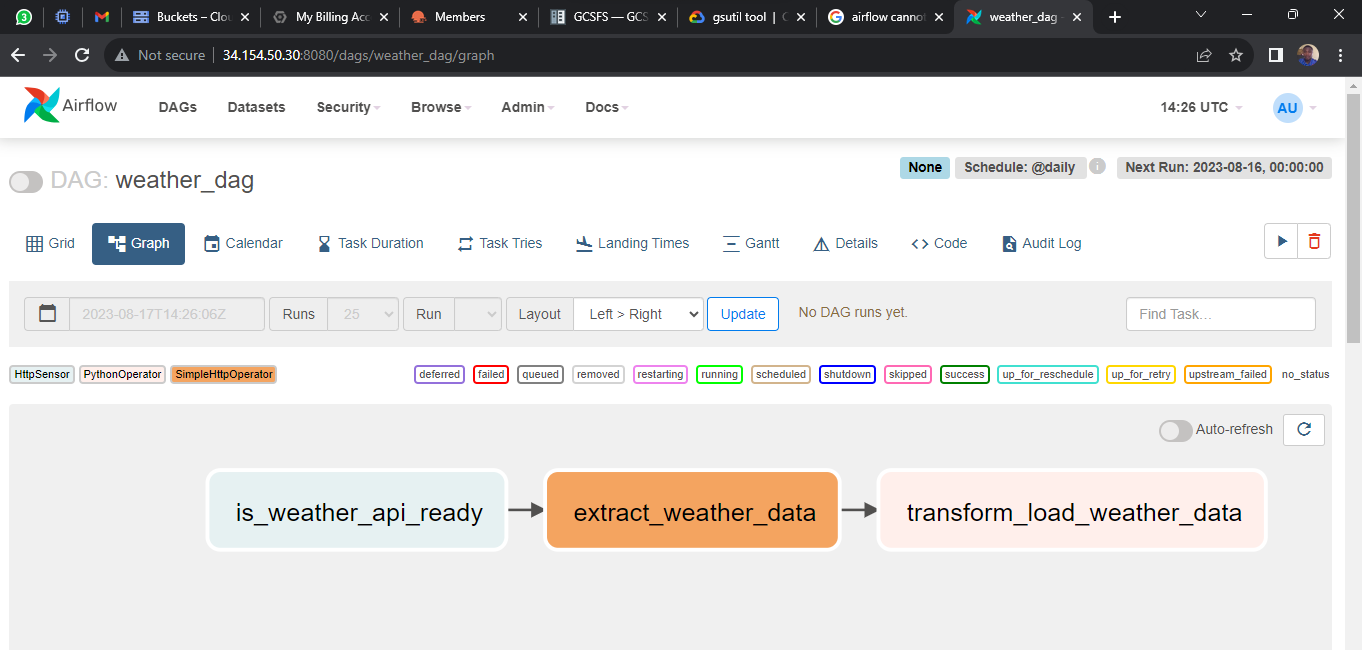 3
Buckets – Clou
My Billing Acc
Members
GCSFS — GCS
gsutil tool | C
airflow cannot
weather_dag -
Not secure
34.154.50.30:8080/dags/weather_dag/graph
Airflow
DAGs
Datasets
Security
Browse
Admin
Docs
14:26 UTC
AU
DAG: weather_dag
None
Schedule: @daily
i
Next Run: 2023-08-16, 00:00:00
Grid
Graph
Calendar
Task Duration
Task Tries
Landing Times
Gantt
Details
Code
Audit Log
2023-08-17T14:26:06Z
Runs
25
Run
Layout
Left > Right
Update
No DAG runs yet.
Find Task...
HttpSensor
PythonOperator
SimpleHttpOperator
deferred
failed
queued
removed
restarting
running
scheduled
shutdown
skipped
success
up_for_reschedule
up_for_retry
upstream_failed
no_status
Auto-refresh
is_weather_api_ready
extract_weather_data
transform_load_weather_data